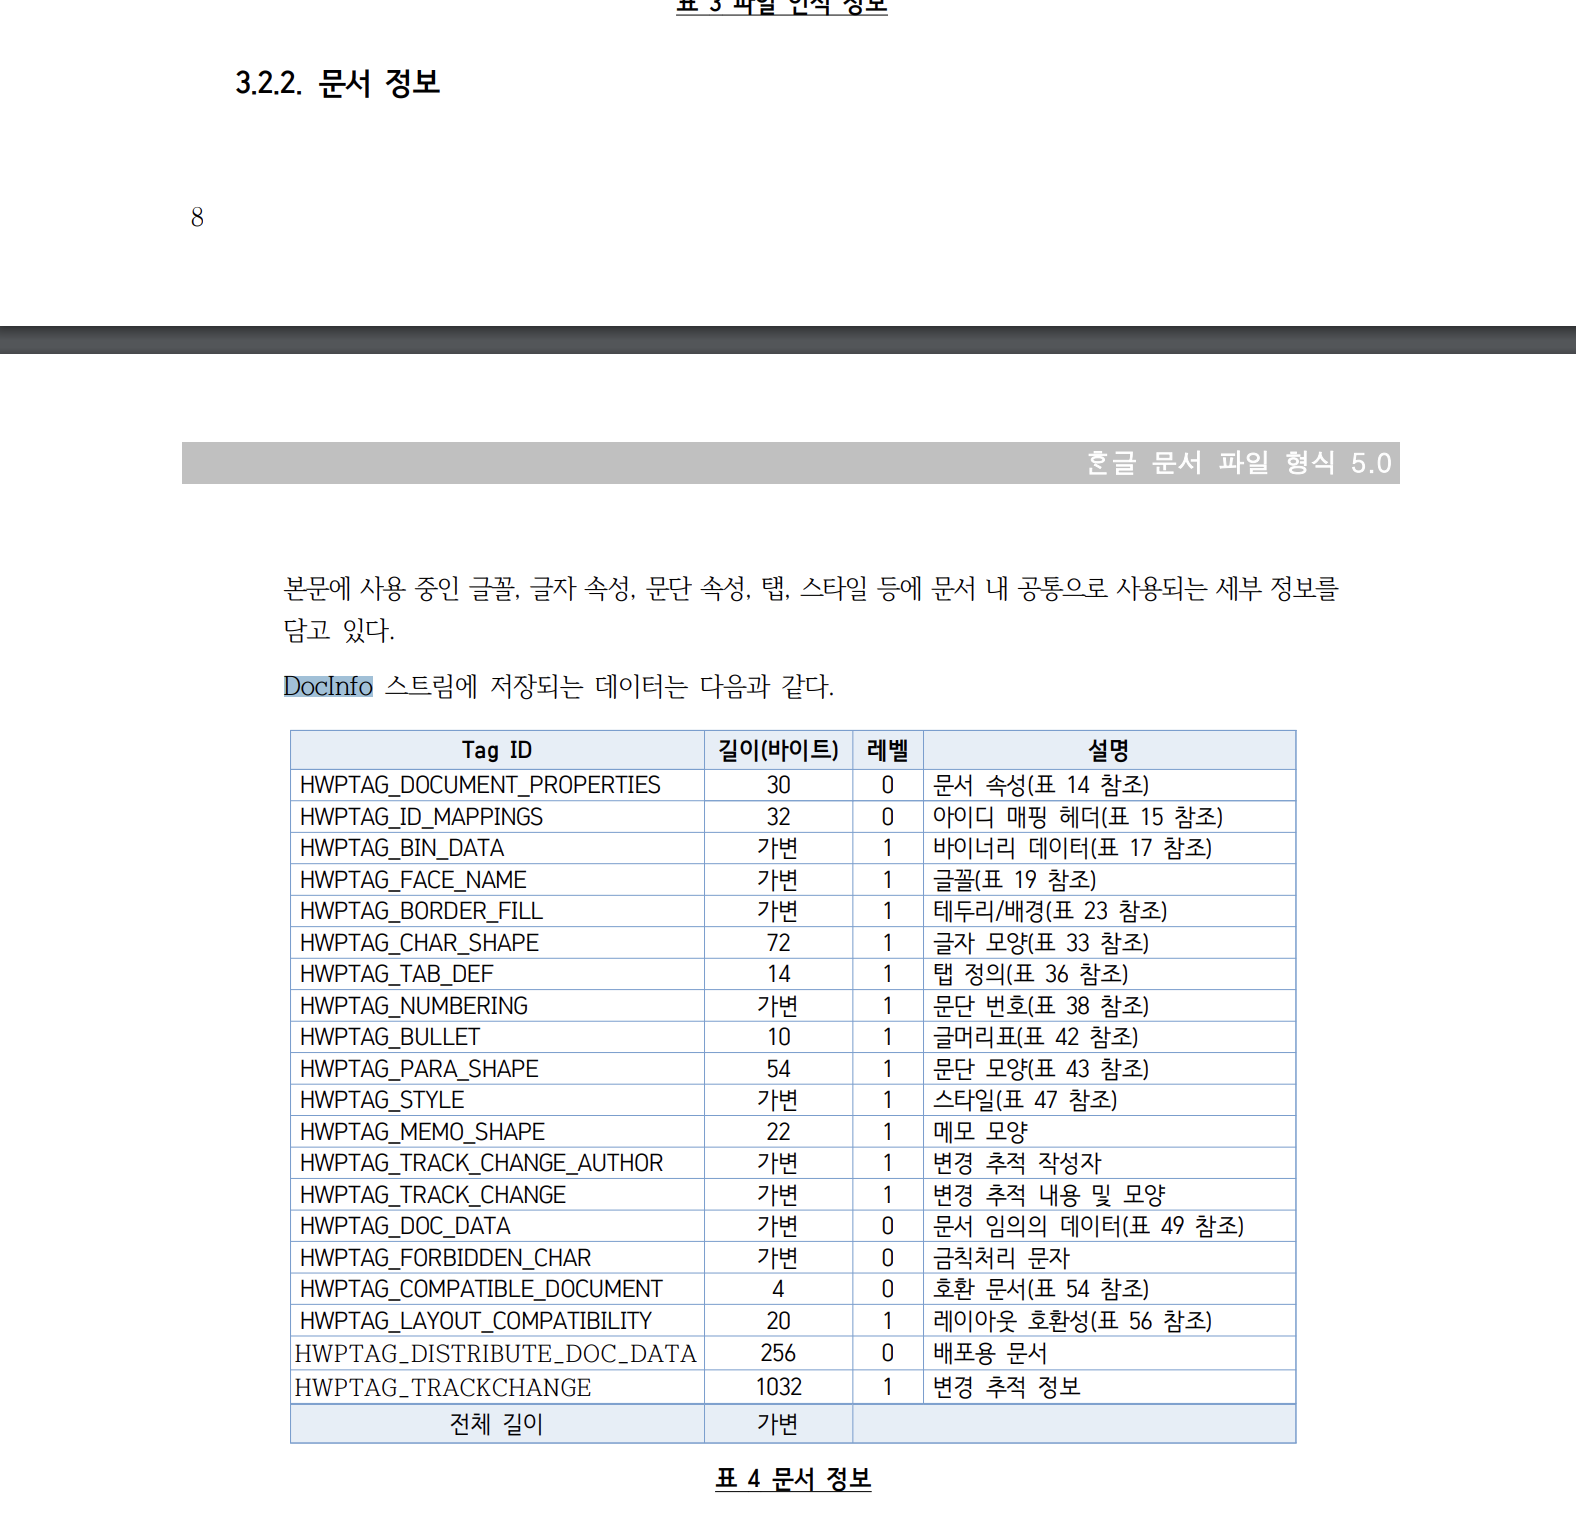 표 3 파일 인식 정보
3.2.2. 문서 정보
8
ᄒᆞᆫ글 문서 파일 형식 5.0
본문에 사용 중인 글꼴, 글자 속성, 문단 속성, 탭, 스타일 등에 문서 내 공통으로 사용되는 세부 정보를
담고 있다.
DocInfo 스트림에 저장되는 데이터는 다음과 같다.
Tag ID 길이(바이트) 레벨 설명
HWPTAG_DOCUMENT_PROPERTIES 30 0 문서 속성(표 14 참조)
HWPTAG_ID_MAPPINGS 32 0 아이디 매핑 헤더(표 15 참조)
HWPTAG_BIN_DATA 가변 1 바이너리 데이터(표 17 참조)
HWPTAG_FACE_NAME 가변 1 글꼴(표 19 참조)
HWPTAG_BORDER_FILL 가변 1 테두리/배경(표 23 참조)
HWPTAG_CHAR_SHAPE 72 1 글자 모양(표 33 참조)
HWPTAG_TAB_DEF 14 1 탭 정의(표 36 참조)
HWPTAG_NUMBERING 가변 1 문단 번호(표 38 참조)
HWPTAG_BULLET 10 1 글머리표(표 42 참조)
HWPTAG_PARA_SHAPE 54 1 문단 모양(표 43 참조)
HWPTAG_STYLE 가변 1 스타일(표 47 참조)
HWPTAG_MEMO_SHAPE 22 1 메모 모양
HWPTAG_TRACK_CHANGE_AUTHOR 가변 1 변경 추적 작성자
HWPTAG_TRACK_CHANGE 가변 1 변경 추적 내용 및 모양
HWPTAG_DOC_DATA 가변 0 문서 임의의 데이터(표 49 참조)
HWPTAG_FORBIDDEN_CHAR 가변 0 금칙처리 문자
HWPTAG_COMPATIBLE_DOCUMENT 4 0 호환 문서(표 54 참조)
HWPTAG_LAYOUT_COMPATIBILITY 20 1 레이아웃 호환성(표 56 참조)
HWPTAG_DISTRIBUTE_DOC_DATA 256 0 배포용 문서
HWPTAG_TRACKCHANGE 1032 1 변경 추적 정보
전체 길이 가변
표 4 문서 정보